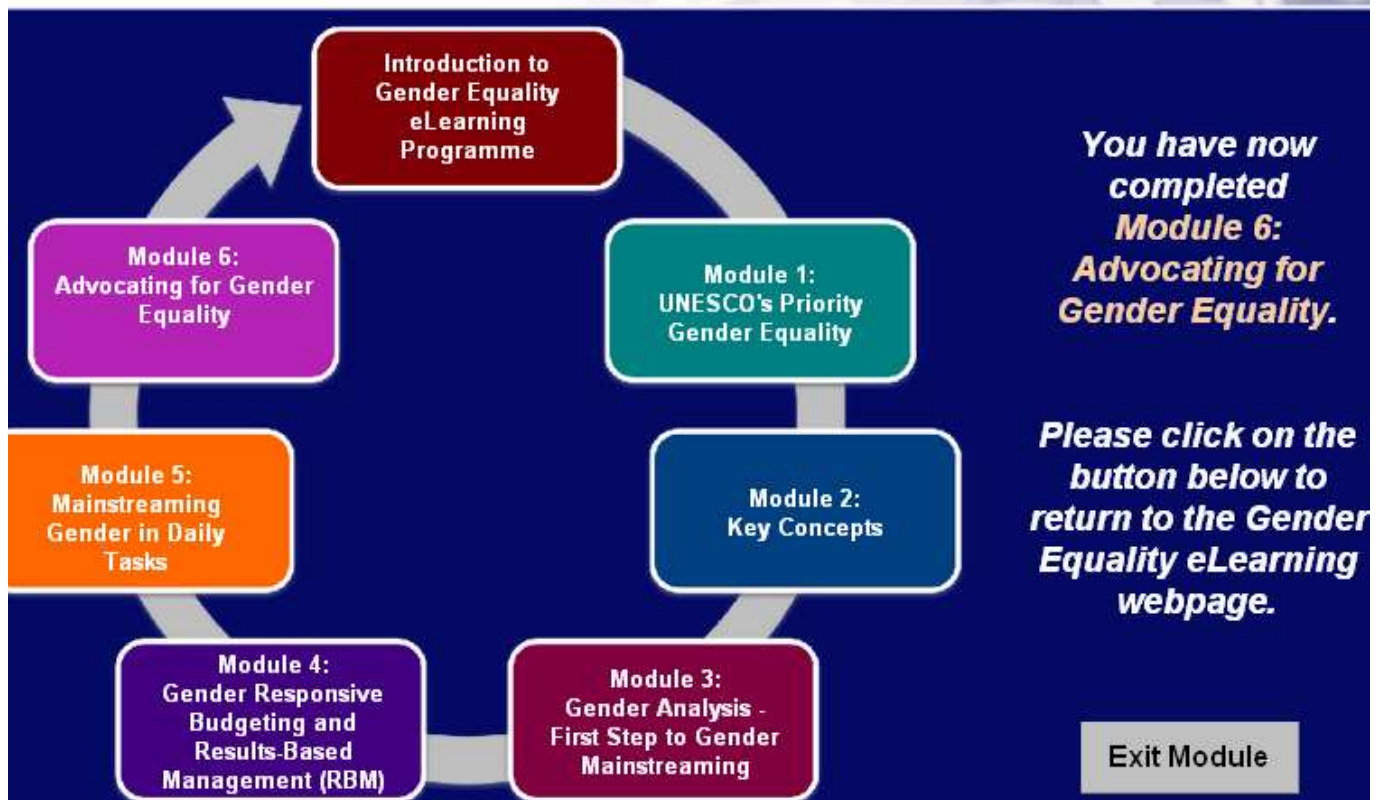 Introduction to
Gender Equality
eLearning
Programme
Module 1:
UNESCO's Priority
Gender Equality
Module 2:
Key Concepts
Module 3:
Gender Analysis -
First Step to Gender
Mainstreaming
Module 4:
Gender Responsive
Budgeting and
Results-Based
Management (RBM)
Module 5:
Mainstreaming
Gender in Daily
Tasks
Module 6:
Advocating for Gender
Equality
You have now
completed
Module 6:
Advocating for
Gender Equality.
Please click on the
button below to
return to the Gender
Equality eLearning
webpage.
Exit Module